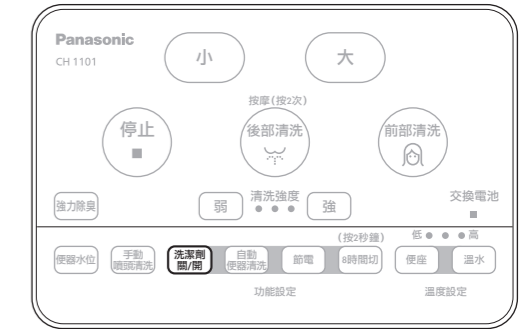 Panasonic
CH 1101
小
大
按摩(按2次)
停止
後部清洗
前部清洗
強力除臭
弱
清洗強度
強
交換電池
(按2秒鐘)
低
高
便器水位
手動
噴頭清洗
洗潔劑
關/開
自動
便器清洗
節電
8時間切
便座
溫水
功能設定
溫度設定